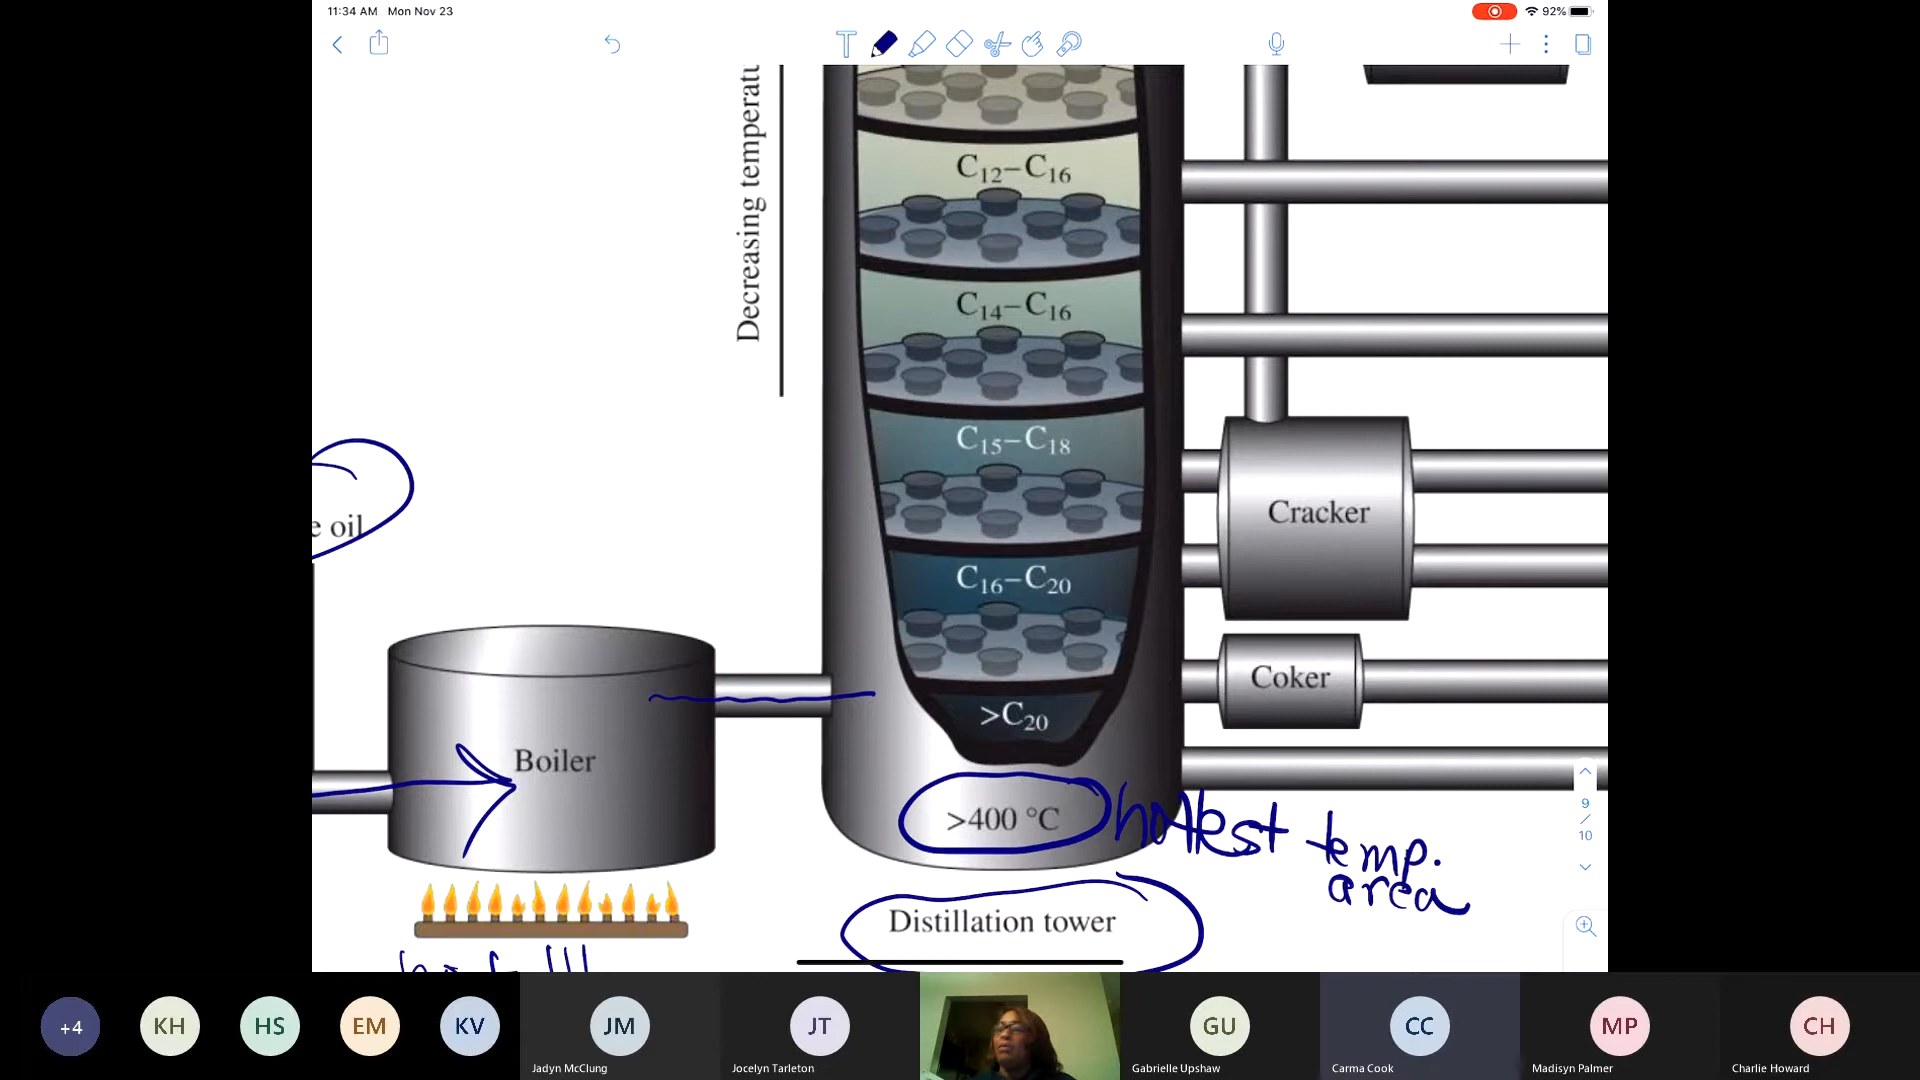 11:34 AM Mon Nov 23
92%
Decreasing temperatu
C12–C16
C14–C16
C15–C18
C16–C20
>C20
Cracker
Coker
e oil
Boiler
>400 °C
hottest temp.
area
Distillation tower
9
/
10
+4
KH
HS
EM
KV
JM
Jadyn McClung
JT
Jocelyn Tarleton
GU
Gabrielle Upshaw
CC
Carma Cook
MP
Madisyn Palmer
CH
Charlie Howard